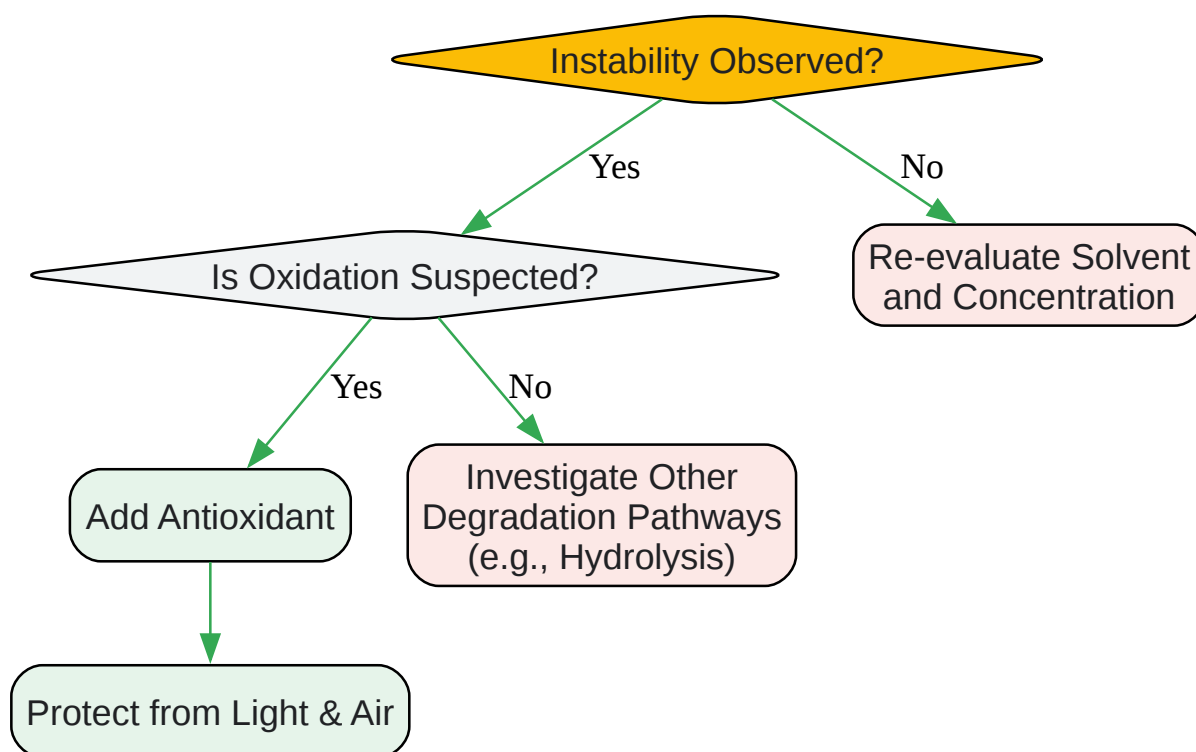 Instability Observed?
Yes
No
Is Oxidation Suspected?
Re-evaluate Solvent
and Concentration
Yes
No
Add Antioxidant
Investigate Other
Degradation Pathways
(e.g., Hydrolysis)
Protect from Light & Air